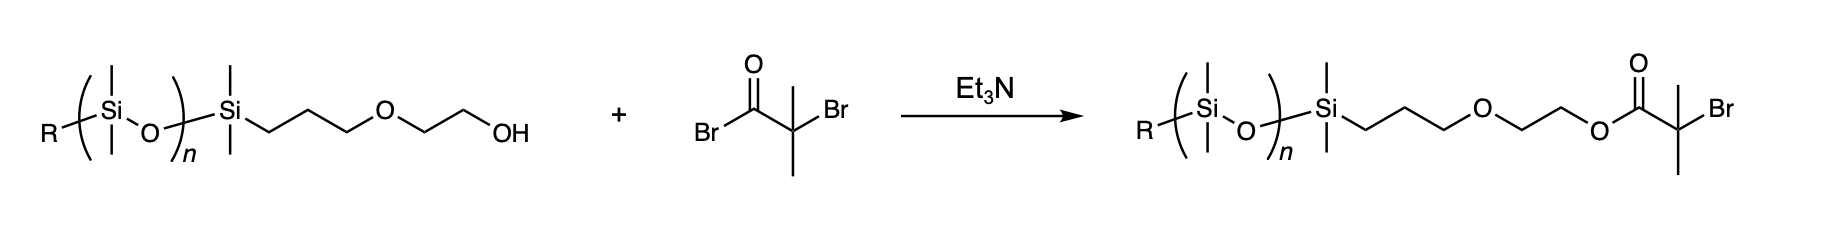 O O
Et₃N
Si Si O Br Si Si O Br
R O n OH + Br R O n O